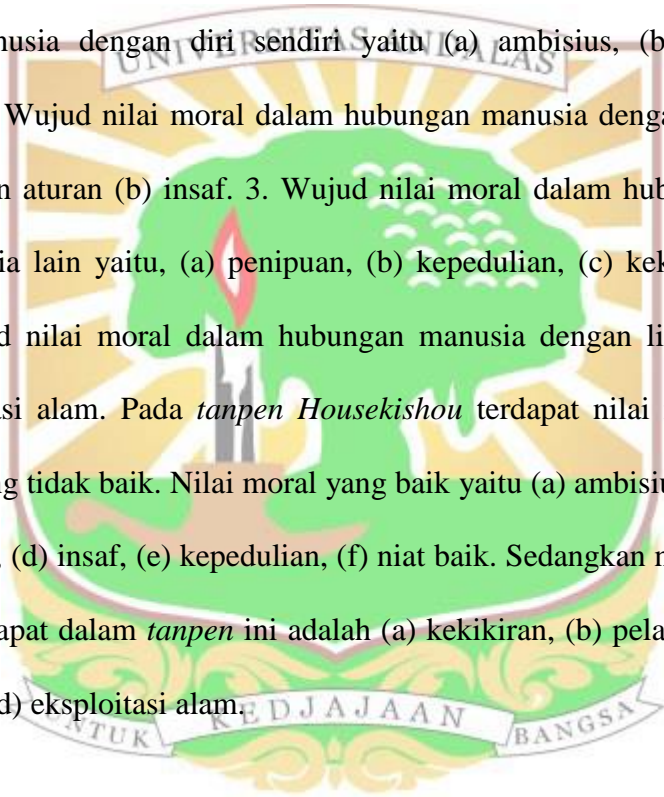 nusia dengan diri sendiri yaitu (a) ambisius, (b
UNIVERSITAS ANDALAS
Wujud nilai moral dalam hubungan manusia denga
n aturan (b) insaf. 3. Wujud nilai moral dalam hub
ia lain yaitu, (a) penipuan, (b) kepedulian, (c) kek
d nilai moral dalam hubungan manusia dengan li
asi alam. Pada tanpen Housekishou terdapat nilai
g tidak baik. Nilai moral yang baik yaitu (a) ambisiu
, (d) insaf, (e) kepedulian, (f) niat baik. Sedangkan n
apat dalam tanpen ini adalah (a) kekikiran, (b) pela
d) eksploitasi alam.
UNTUK KEDJAJAAN BANGSA